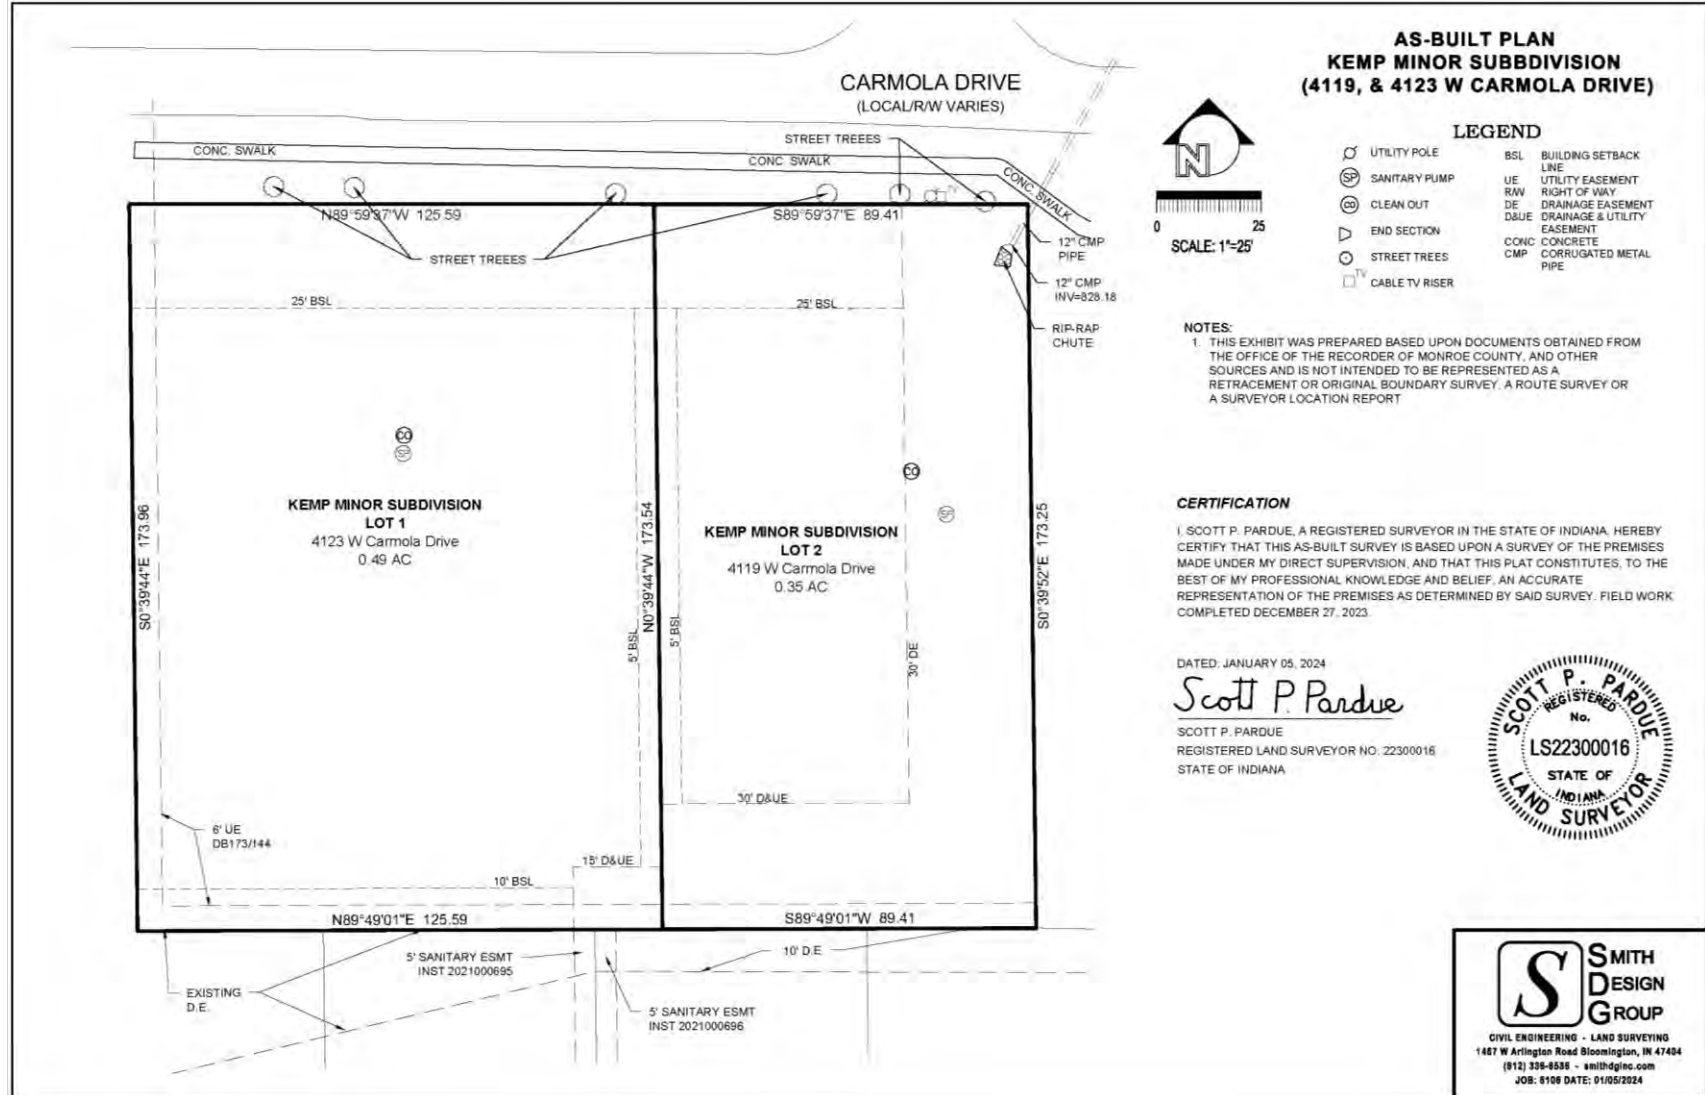 AS-BUILT PLAN
KEMP MINOR SUBBDIVISION
(4119, & 4123 W CARMOLA DRIVE)
CARMOLA DRIVE
(LOCAL/R/W VARIES)
STREET TREEES
CONC. SWALK
CONC. SWALK
CONC. SWALK
TV
N89°59'37"W 125.59
S89°59'37"E 89.41
STREET TREEES
12" CMP
PIPE
12" CMP
INV=828.18
RIP-RAP
CHUTE
25' BSL
25' BSL
CO
SP
CO
SP
KEMP MINOR SUBDIVISION
LOT 1
4123 W Carmola Drive
0.49 AC
KEMP MINOR SUBDIVISION
LOT 2
4119 W Carmola Drive
0.35 AC
S0°39'44"E 173.96
N0°39'44"W 173.54
S0°39'52"E 173.25
5' BSL
5' BSL
30' DE
30' D&UE
6' UE
DB173/144
15' D&UE
10' BSL
N89°49'01"E 125.59
S89°49'01"W 89.41
5' SANITARY ESMT
INST 2021000695
10' D.E
EXISTING
D.E.
5' SANITARY ESMT
INST 2021000696
N
0 25
SCALE: 1"=25'
LEGEND
UTILITY POLE
SP SANITARY PUMP
CO CLEAN OUT
END SECTION
STREET TREES
TV CABLE TV RISER
BSL BUILDING SETBACK
LINE
UE UTILITY EASEMENT
R/W RIGHT OF WAY
DE DRAINAGE EASEMENT
D&UE DRAINAGE & UTILITY
EASEMENT
CONC CONCRETE
CMP CORRUGATED METAL
PIPE
NOTES:
1. THIS EXHIBIT WAS PREPARED BASED UPON DOCUMENTS OBTAINED FROM
THE OFFICE OF THE RECORDER OF MONROE COUNTY, AND OTHER
SOURCES AND IS NOT INTENDED TO BE REPRESENTED AS A
RETRACEMENT OR ORIGINAL BOUNDARY SURVEY, A ROUTE SURVEY OR
A SURVEYOR LOCATION REPORT
CERTIFICATION
I, SCOTT P. PARDUE, A REGISTERED SURVEYOR IN THE STATE OF INDIANA, HEREBY
CERTIFY THAT THIS AS-BUILT SURVEY IS BASED UPON A SURVEY OF THE PREMISES
MADE UNDER MY DIRECT SUPERVISION, AND THAT THIS PLAT CONSTITUTES, TO THE
BEST OF MY PROFESSIONAL KNOWLEDGE AND BELIEF, AN ACCURATE
REPRESENTATION OF THE PREMISES AS DETERMINED BY SAID SURVEY. FIELD WORK
COMPLETED DECEMBER 27, 2023.
DATED: JANUARY 05, 2024
Scott P. Pardue
SCOTT P. PARDUE
REGISTERED LAND SURVEYOR NO. 22300016
STATE OF INDIANA
SCOTT P. PARDUE
REGISTERED
No.
LS22300016
STATE OF
INDIANA
LAND SURVEYOR
S
SMITH
DESIGN
GROUP
CIVIL ENGINEERING - LAND SURVEYING
1467 W Arlington Road Bloomington, IN 47404
(812) 336-6536 - smithdginc.com
JOB: 6106 DATE: 01/05/2024